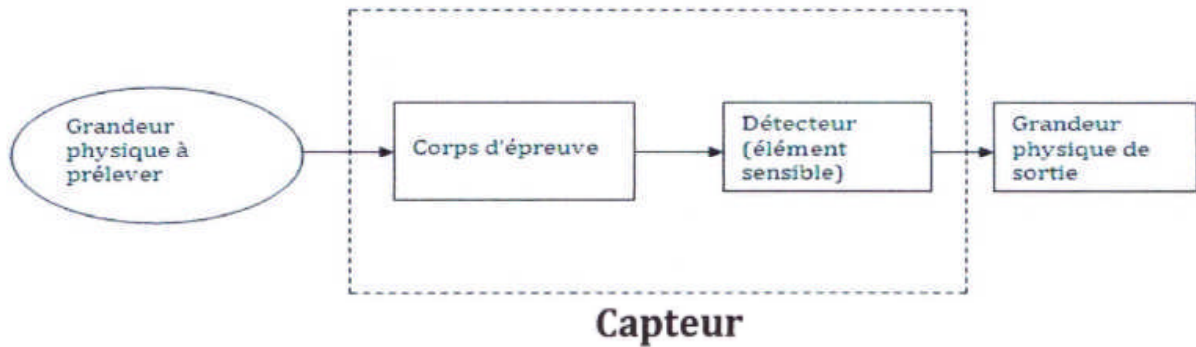 Grandeur
physique à
prélever
Corps d'épreuve
Détecteur
(élément
sensible)
Grandeur
physique de
sortie
Capteur